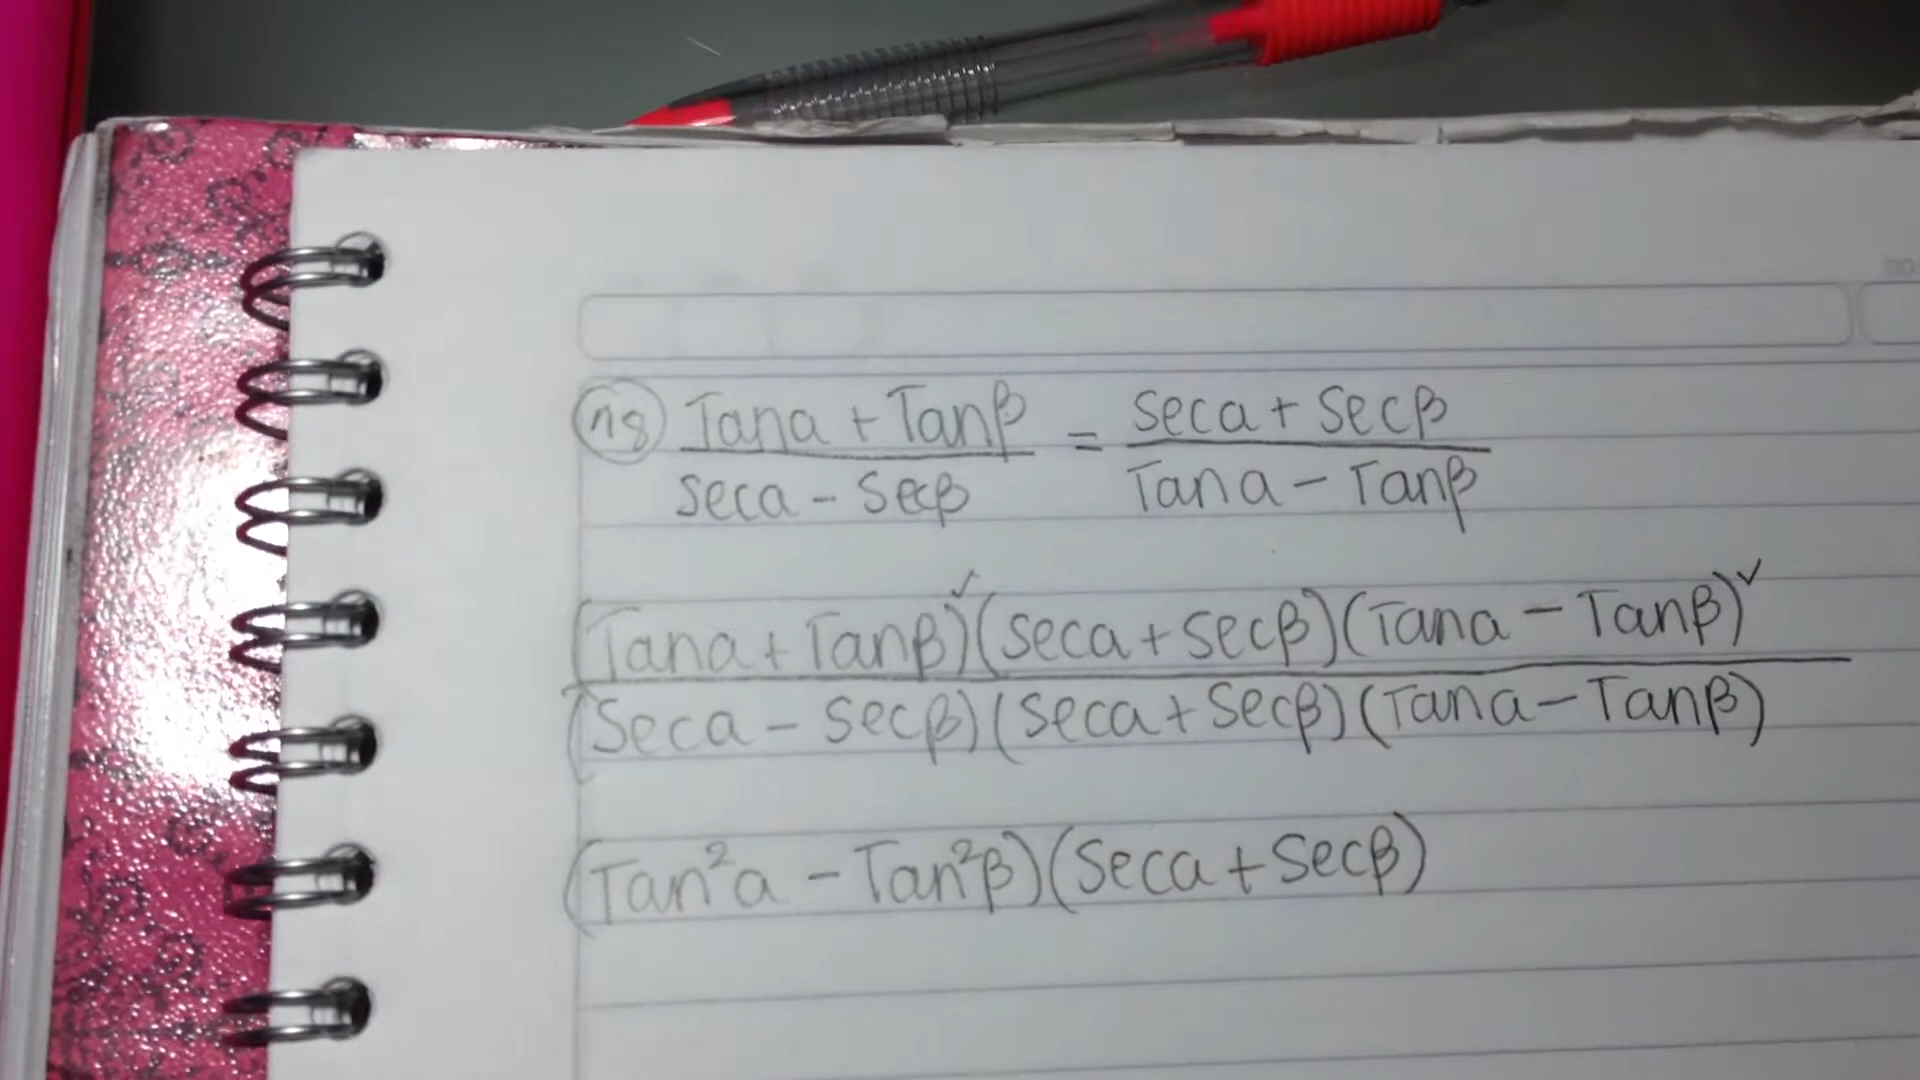 n8 Tana + Tanβ = Seca + Secβ
Seca - Secβ Tana - Tanβ
(Tana + Tanβ)✓(Seca + Secβ)(Tana - Tanβ)✓
(Seca - Secβ)(Seca + Secβ)(Tana - Tanβ)
(Tan²a - Tan²β)(Seca + Secβ)